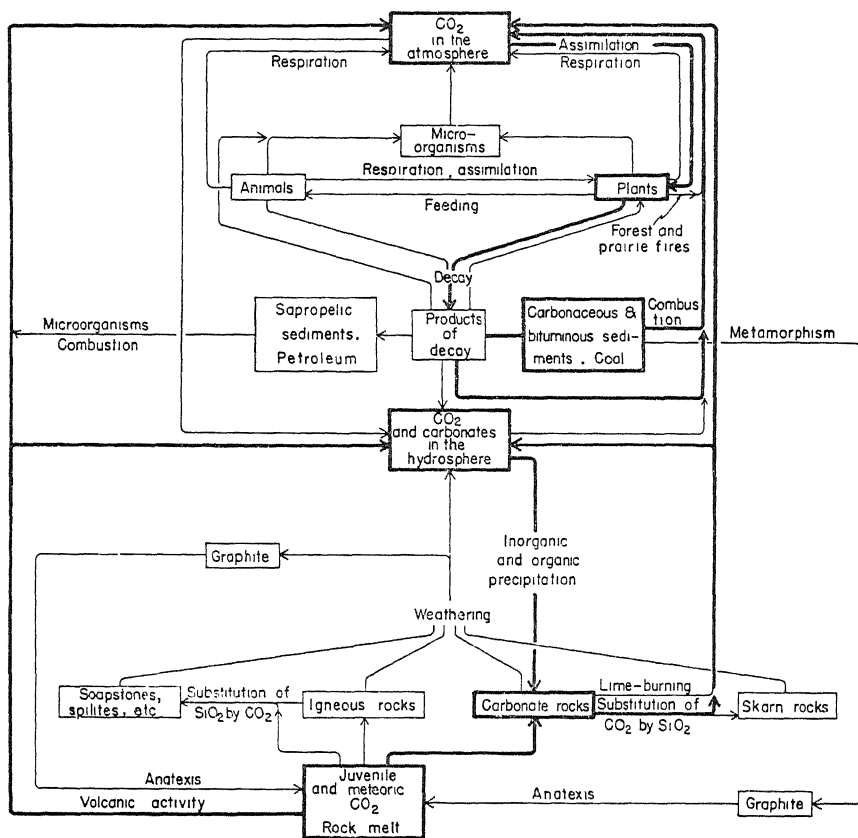 CO2
in the
atmosphere
Assimilation
Respiration
Respiration
Micro-
organisms
Respiration, assimilation
Animals
Plants
Feeding
Forest and
prairie fires
Decay
Sapropelic
sediments.
Petroleum
Products
of
decay
Carbonaceous &
bituminous sedi-
ments. Coal
Combus-
tion
Microorganisms
Combustion
Metamorphism
CO2
and carbonates
in the
hydrosphere
Inorganic
and organic
precipitation
Graphite
Weathering
Soapstones,
spilites, etc
Substitution of
SiO2 by CO2
Igneous rocks
Carbonate rocks
Lime-burning
Substitution of
CO2 by SiO2
Skarn rocks
Anatexis
Volcanic activity
Juvenile
and meteoric
CO2
Rock melt
Anatexis
Graphite